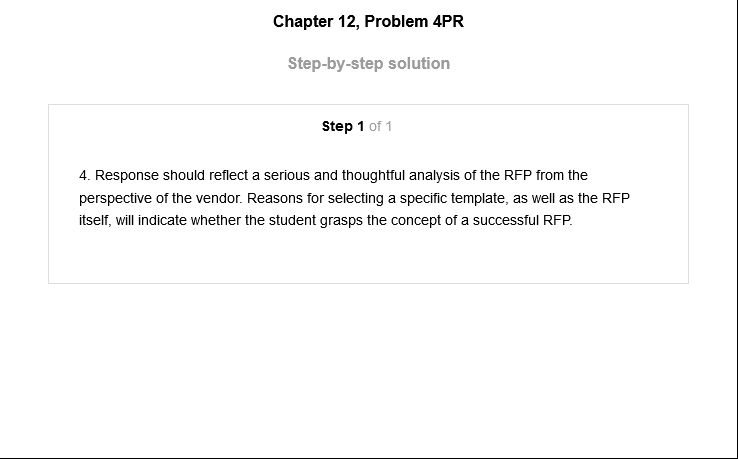 Chapter 12, Problem 4PR
Step-by-step solution
Step 1 of 1
4. Response should reflect a serious and thoughtful analysis of the RFP from the
perspective of the vendor. Reasons for selecting a specific template, as well as the RFP
itself, will indicate whether the student grasps the concept of a successful RFP.